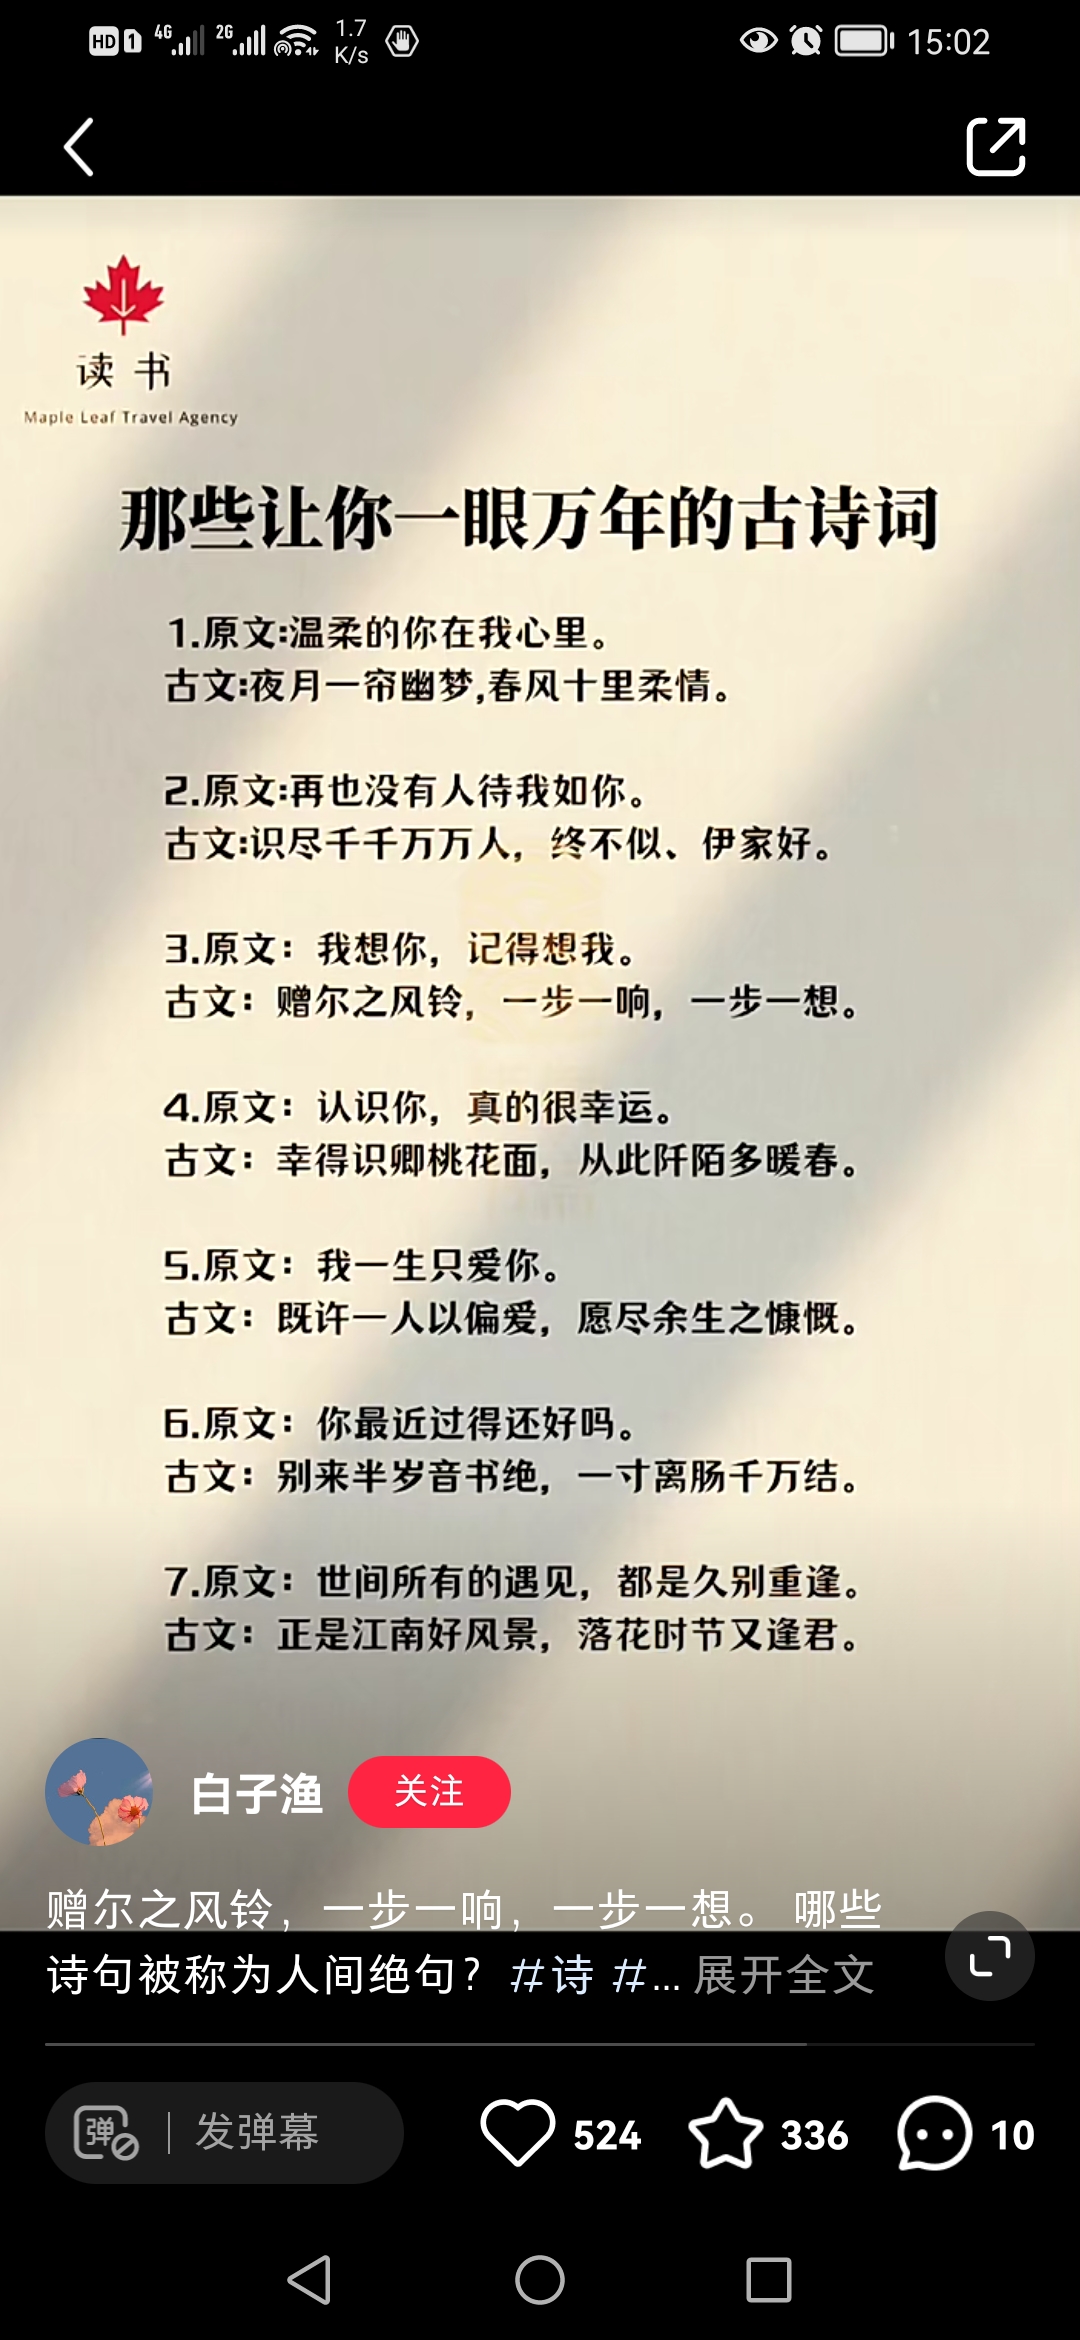 HD 1 4G 2G 1.7 K/s 15:02
读书
Maple Leaf Travel Agency
那些让你一眼万年的古诗词
1.原文:温柔的你在我心里。
古文:夜月一帘幽梦,春风十里柔情。
2.原文:再也没有人待我如你。
古文:识尽千千万万人，终不似、伊家好。
3.原文：我想你，记得想我。
古文：赠尔之风铃，一步一响，一步一想。
4.原文：认识你，真的很幸运。
古文：幸得识卿桃花面，从此阡陌多暖春。
5.原文：我一生只爱你。
古文：既许一人以偏爱，愿尽余生之慷慨。
6.原文：你最近过得还好吗。
古文：别来半岁音书绝，一寸离肠千万结。
7.原文：世间所有的遇见，都是久别重逢。
古文：正是江南好风景，落花时节又逢君。
白子渔 关注
赠尔之风铃，一步一响，一步一想。 哪些
诗句被称为人间绝句？#诗 #... 展开全文
弹 发弹幕 524 336 10